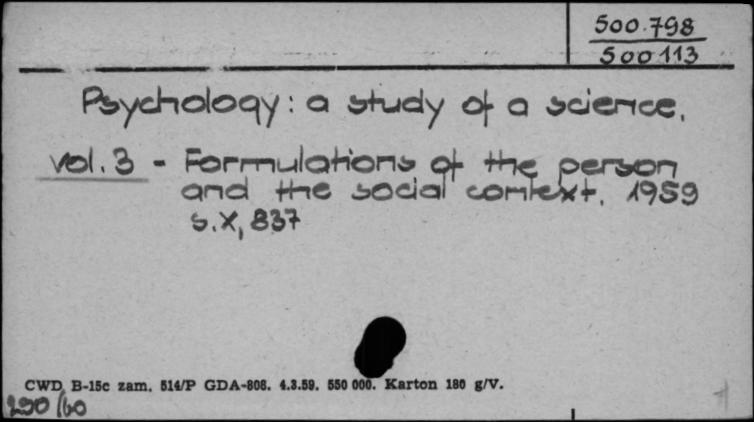 500.798
500 113
Psychology: a study of a science.
vol. 3 - Formulations of the person
and the social context. 1959
s. X, 837
CWD B-15c zam. 514/P GDA-808. 4.3.59. 550 000. Karton 180 g/V.
290/60